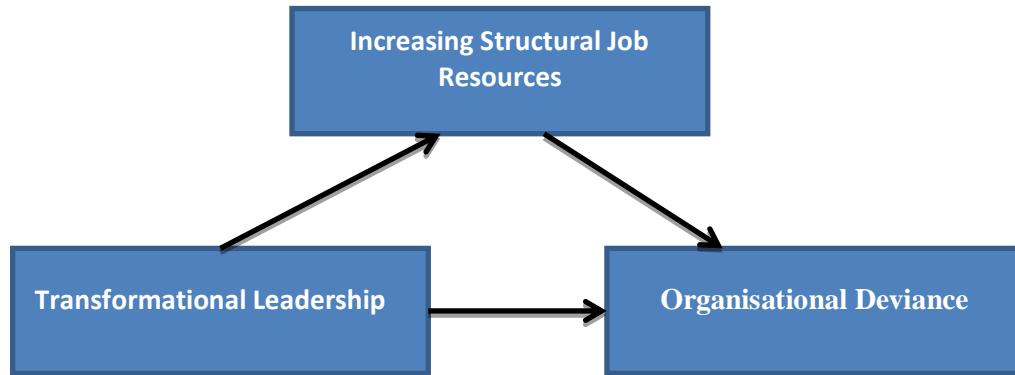 Increasing Structural Job
Resources
Transformational Leadership
Organisational Deviance